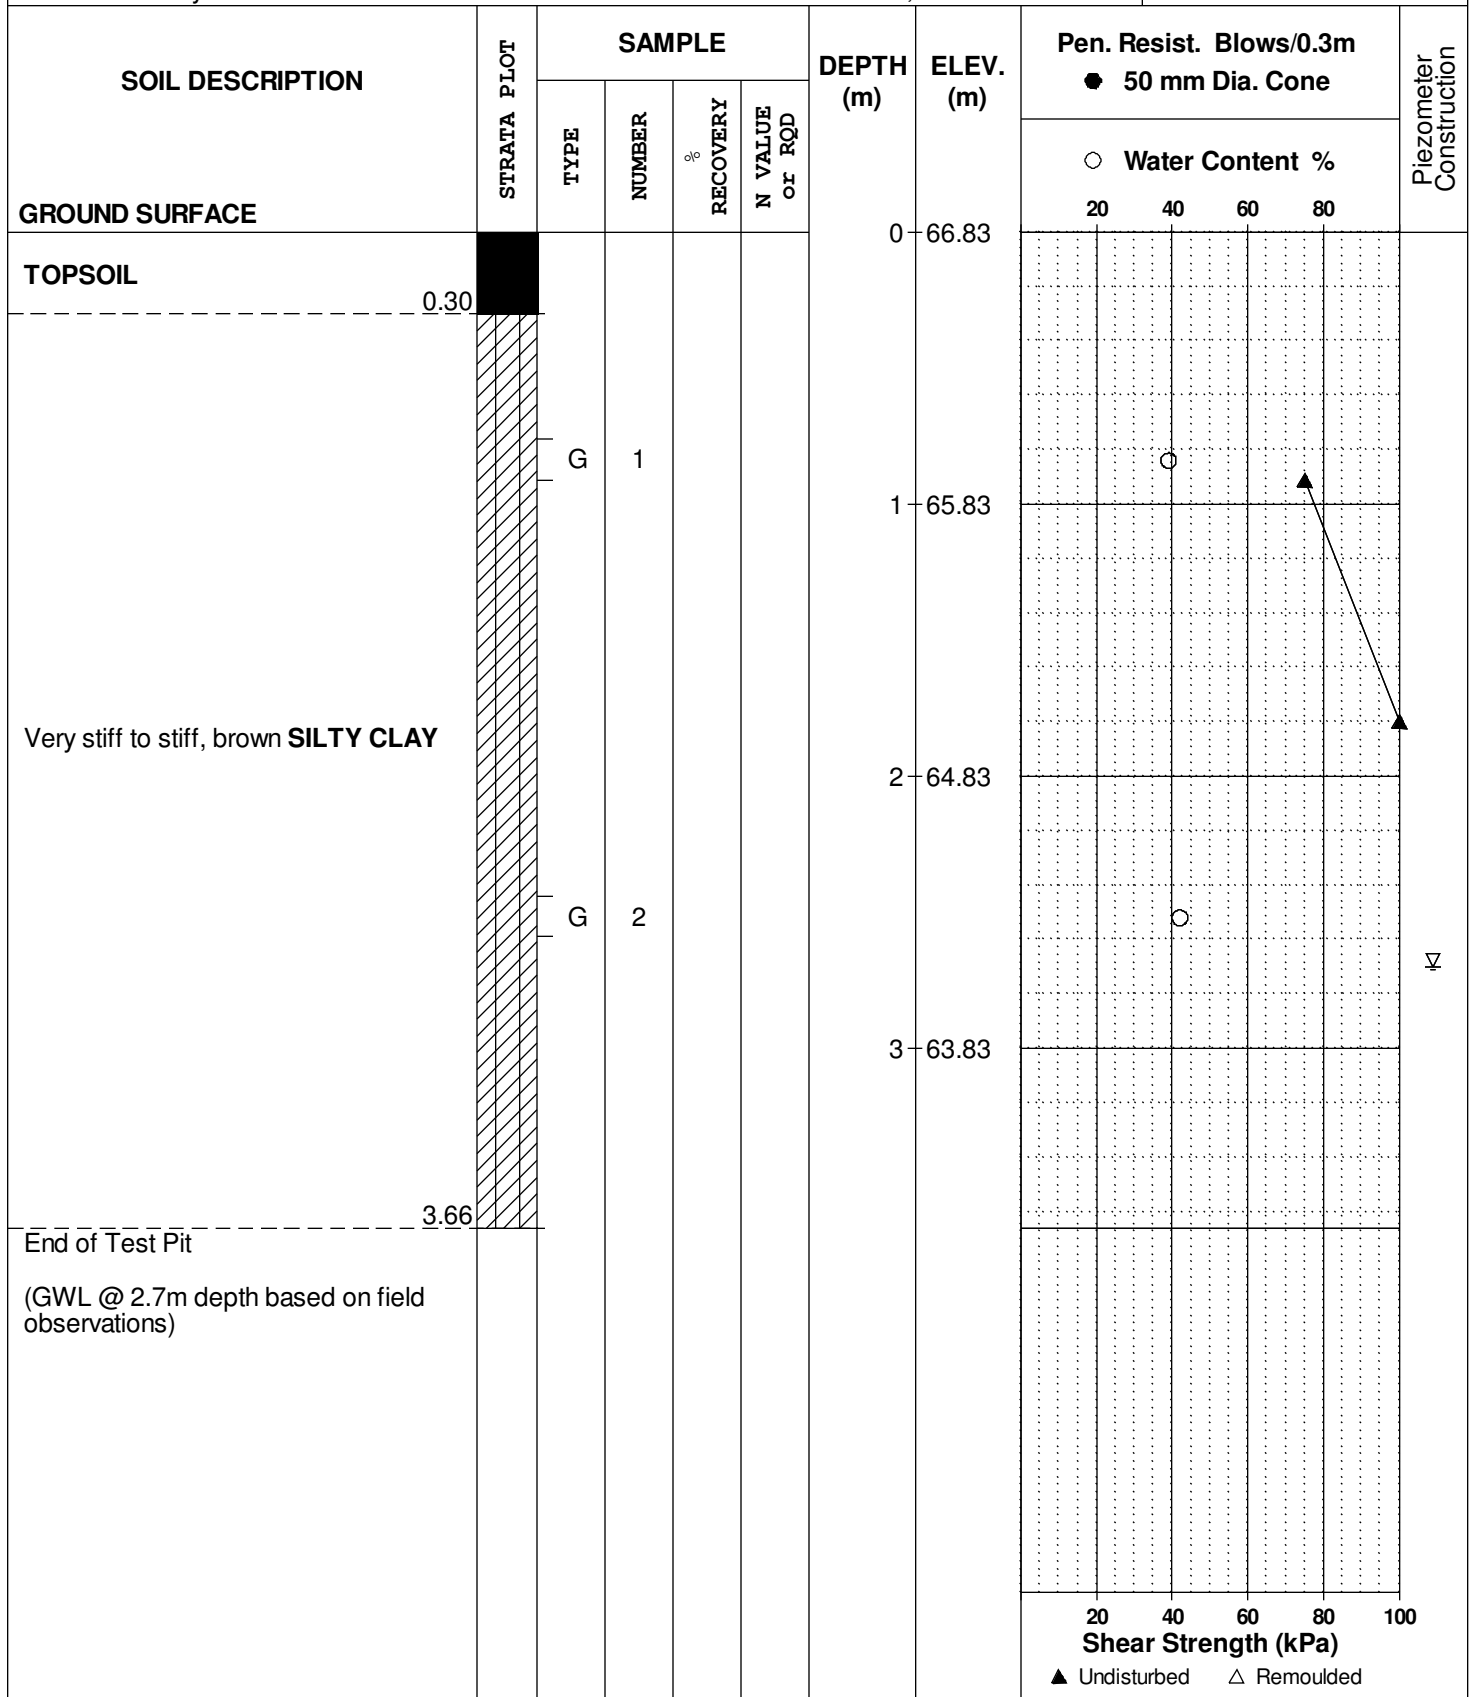 SOIL DESCRIPTION
GROUND SURFACE
STRATA PLOT
SAMPLE
TYPE
NUMBER
%
RECOVERY
N VALUE
or RQD
DEPTH
(m)
ELEV.
(m)
Pen. Resist. Blows/0.3m
● 50 mm Dia. Cone
○ Water Content %
20 40 60 80
Piezometer
Construction
0 66.83
TOPSOIL
0.30
G 1
1 65.83
Very stiff to stiff, brown SILTY CLAY
2 64.83
G 2
3 63.83
3.66
End of Test Pit
(GWL @ 2.7m depth based on field
observations)
20 40 60 80 100
Shear Strength (kPa)
▲ Undisturbed △ Remoulded